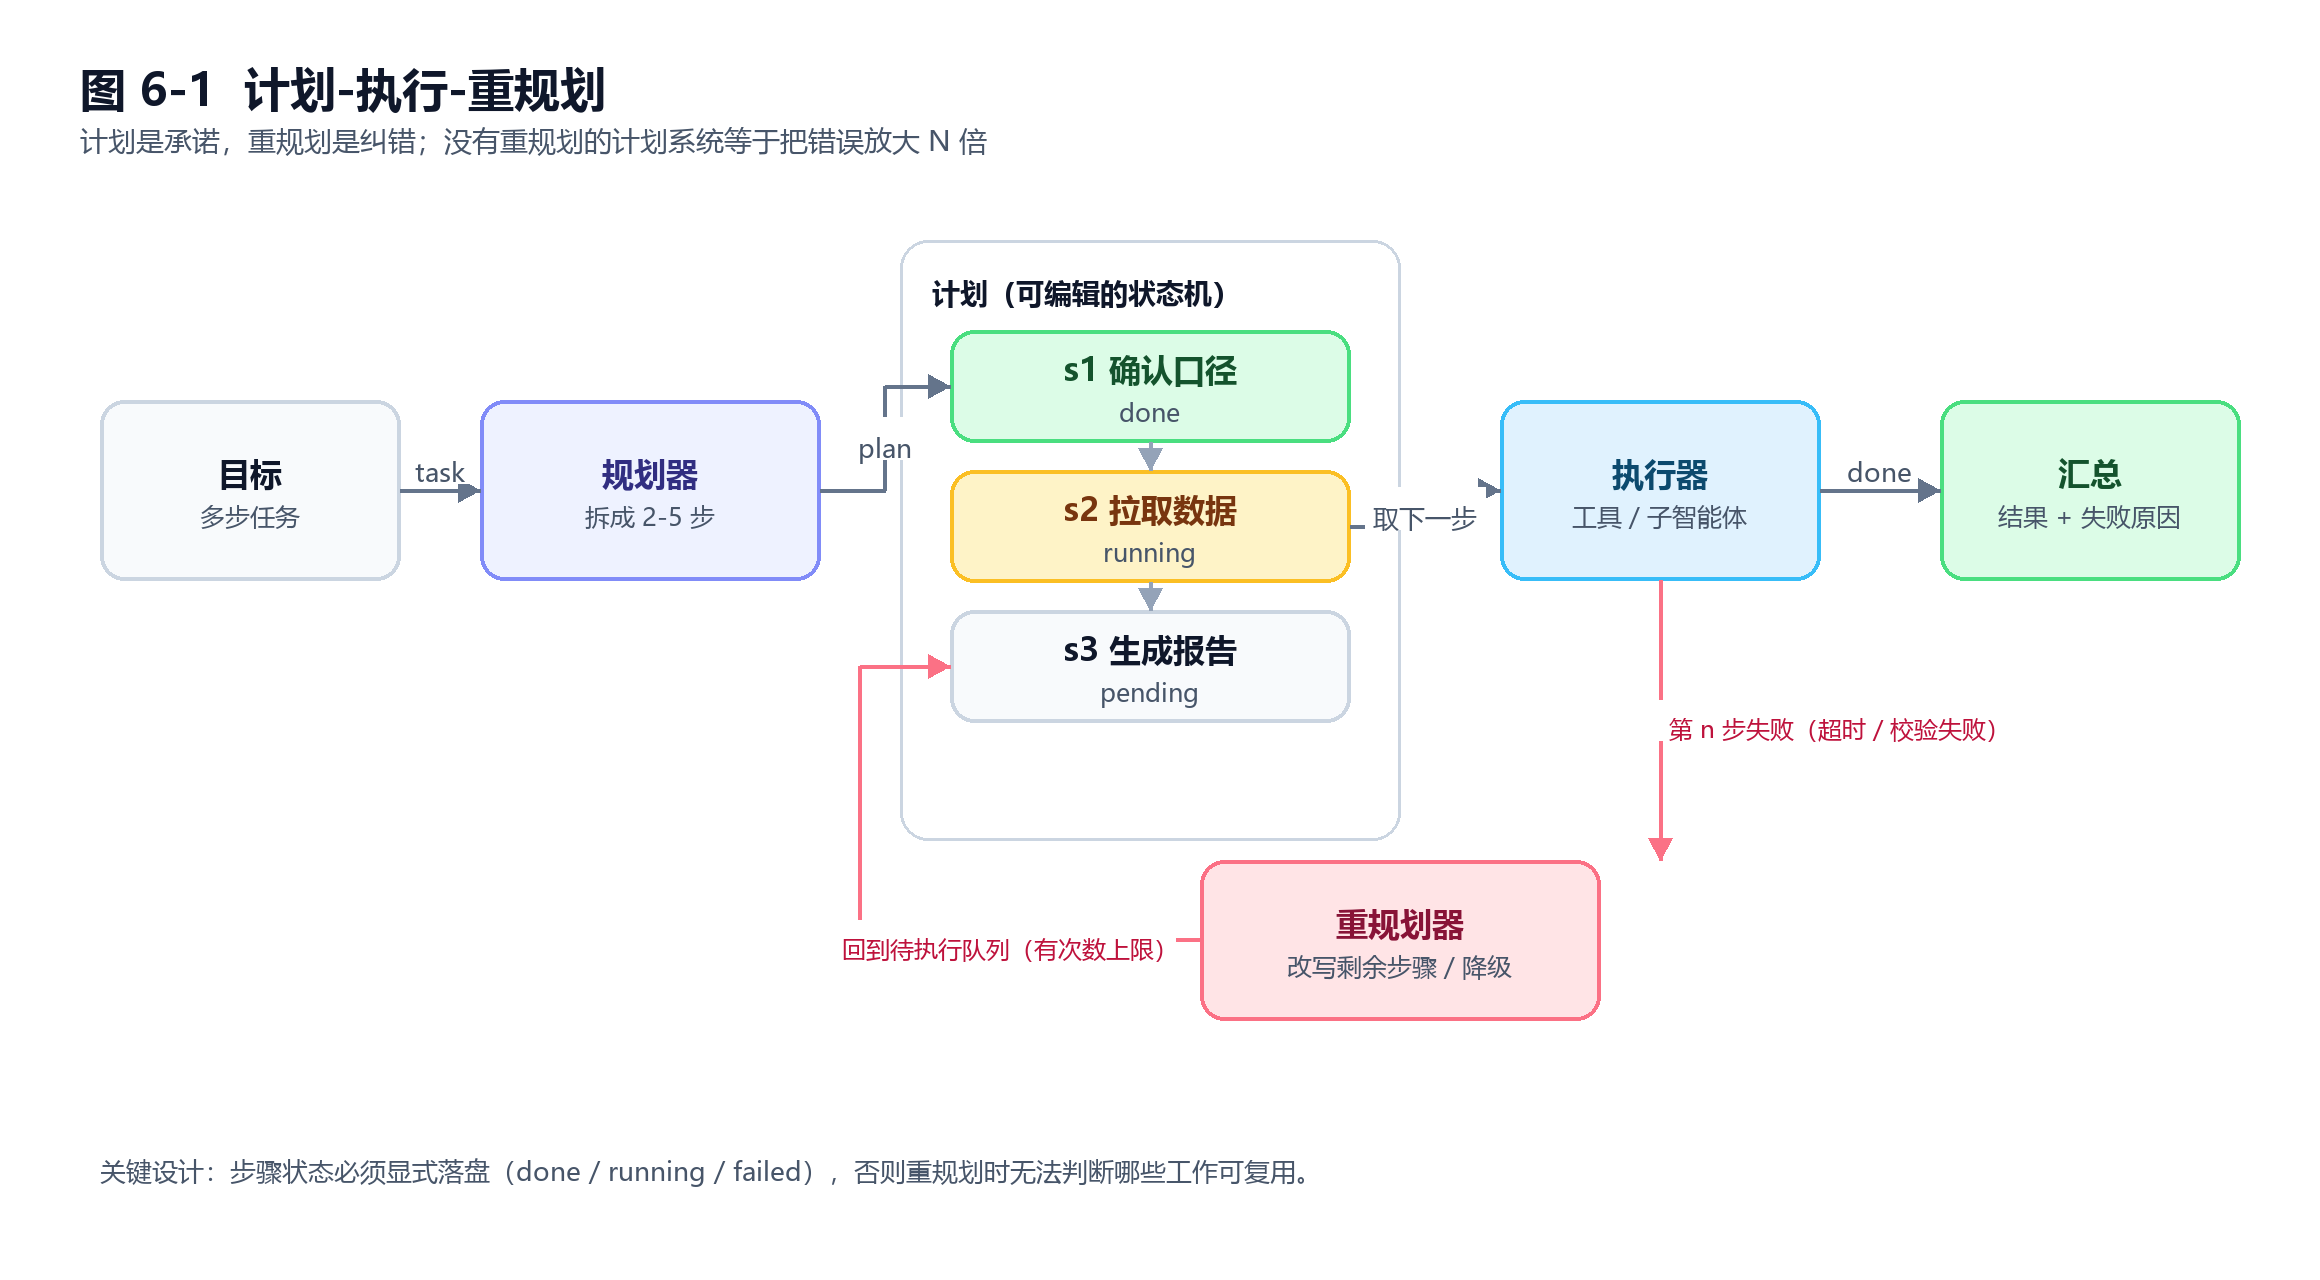 图 6-1 计划-执行-重规划
计划是承诺，重规划是纠错；没有重规划的计划系统等于把错误放大 N 倍
目标
多步任务
task
规划器
拆成 2-5 步
plan
计划（可编辑的状态机）
s1 确认口径
done
s2 拉取数据
running
s3 生成报告
pending
取下一步
执行器
工具 / 子智能体
done
汇总
结果 + 失败原因
第 n 步失败（超时 / 校验失败）
重规划器
改写剩余步骤 / 降级
回到待执行队列（有次数上限）
关键设计：步骤状态必须显式落盘（done / running / failed），否则重规划时无法判断哪些工作可复用。